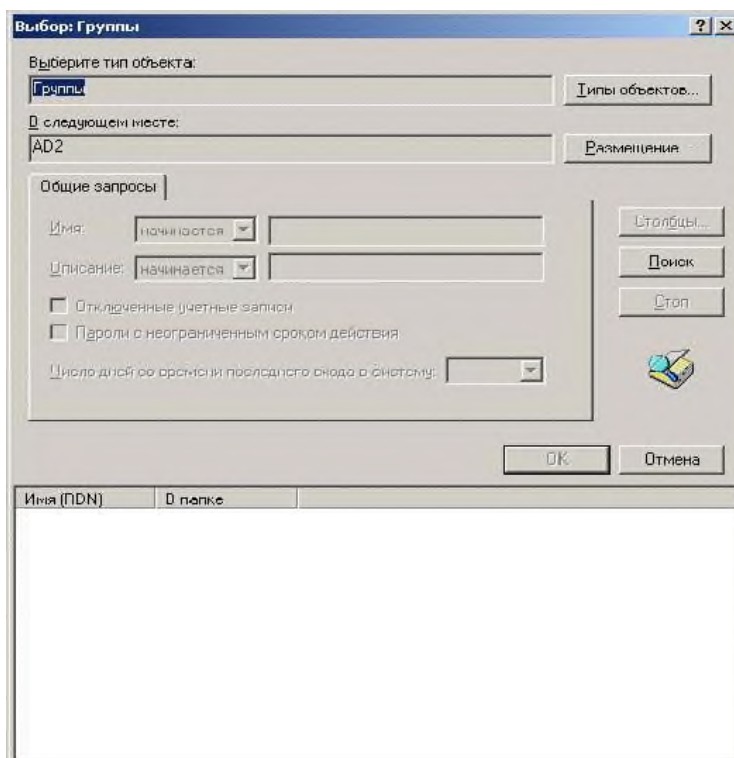 Выбор: Группы
Выберите тип объекта:
Группы
Типы объектов...
В следующем месте:
AD2
Размещение
Общие запросы
Имя: начинается
Столбцы...
Описание: начинается
Поиск
Отключенные учетные записи
Стоп
Пароли с неограниченным сроком действия
Число дней со времени последнего входа в систему:
OK
Отмена
Имя (RDN) В папке